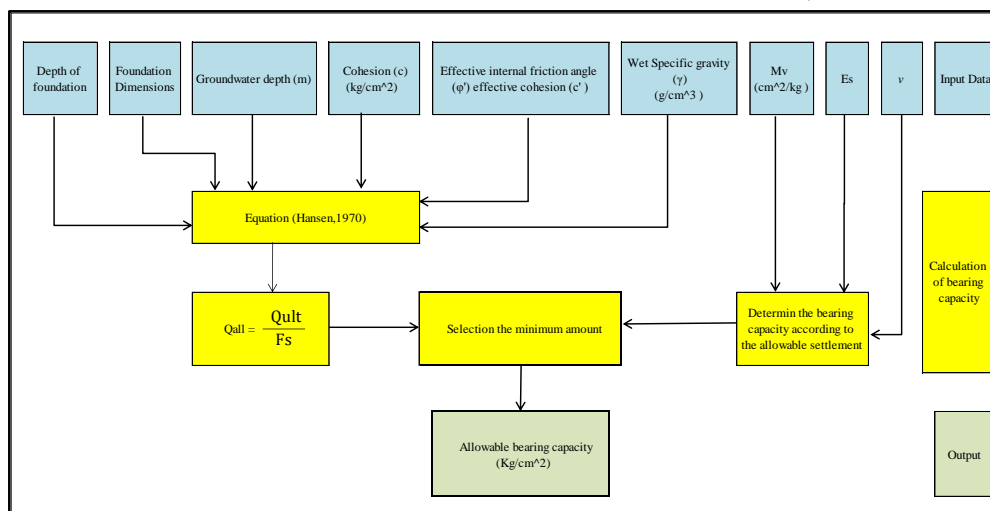 Depth of
foundation
Foundation
Dimensions
Groundwater depth (m)
Cohesion (c)
(kg/cm^2)
Effective internal friction angle
(φ') effective cohesion (c' )
Wet Specific gravity
(γ)
(g/cm^3 )
Mv
(cm^2/kg )
Es
v
Input Data
Equation (Hansen,1970)
Calculation
of bearing
capacity
Qall = Qult
Fs
Selection the minimum amount
Determin the bearing
capacity according to
the allowable settlement
Allowable bearing capacity
(Kg/cm^2)
Output